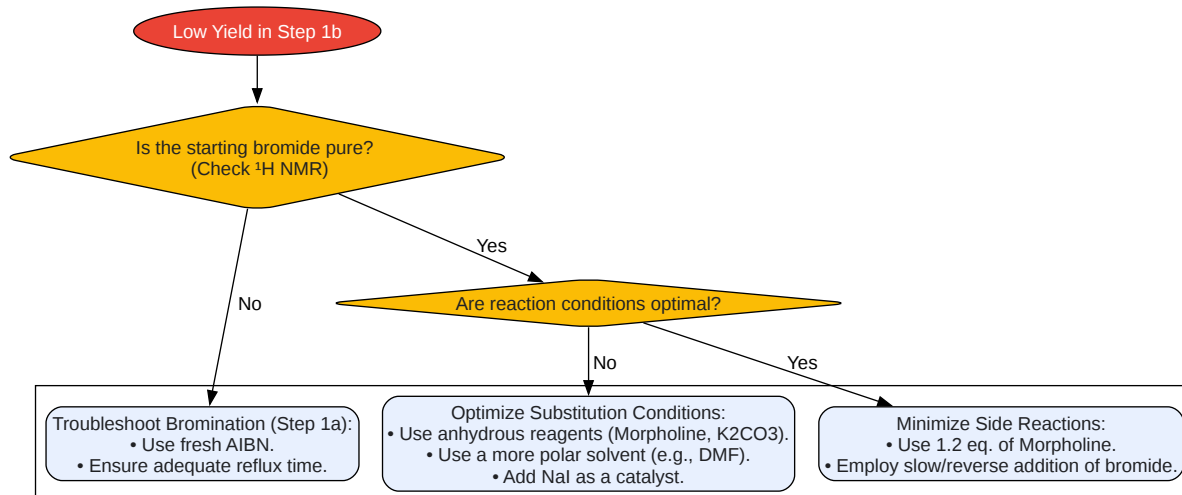 Low Yield in Step 1b
Is the starting bromide pure?
(Check ¹H NMR)
Yes
No
Are reaction conditions optimal?
No
Yes
Troubleshoot Bromination (Step 1a):
• Use fresh AIBN.
• Ensure adequate reflux time.
Optimize Substitution Conditions:
• Use anhydrous reagents (Morpholine, K2CO3).
• Use a more polar solvent (e.g., DMF).
• Add NaI as a catalyst.
Minimize Side Reactions:
• Use 1.2 eq. of Morpholine.
• Employ slow/reverse addition of bromide.